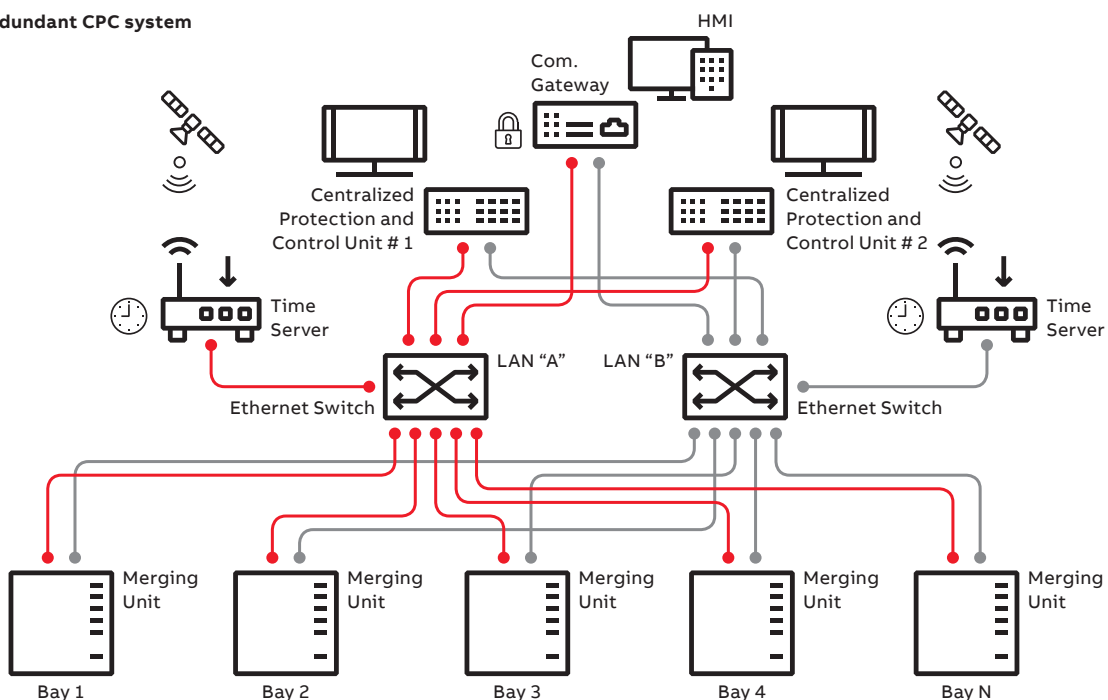 dundant CPC system
HMI
Com.
Gateway
Centralized
Protection and
Control Unit # 1
Centralized
Protection and
Control Unit # 2
Time
Server
Time
Server
LAN “A”
LAN “B”
Ethernet Switch
Ethernet Switch
Merging
Unit
Merging
Unit
Merging
Unit
Merging
Unit
Merging
Unit
Bay 1
Bay 2
Bay 3
Bay 4
Bay N